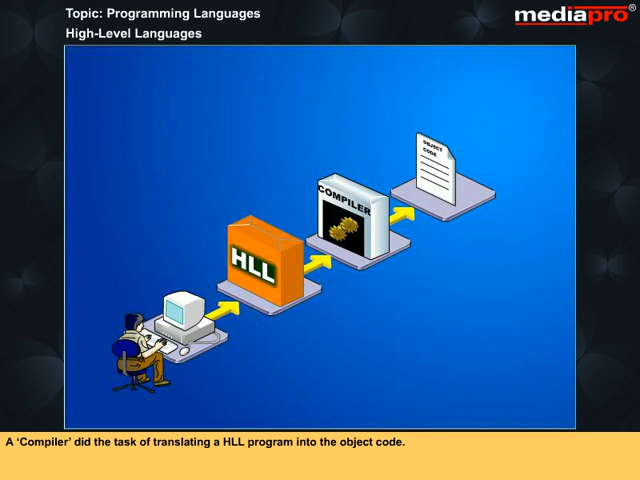 Topic: Programming Languages
High-Level Languages
mediapro®
OBJECT
CODE
COMPILER
HLL
A ‘Compiler’ did the task of translating a HLL program into the object code.